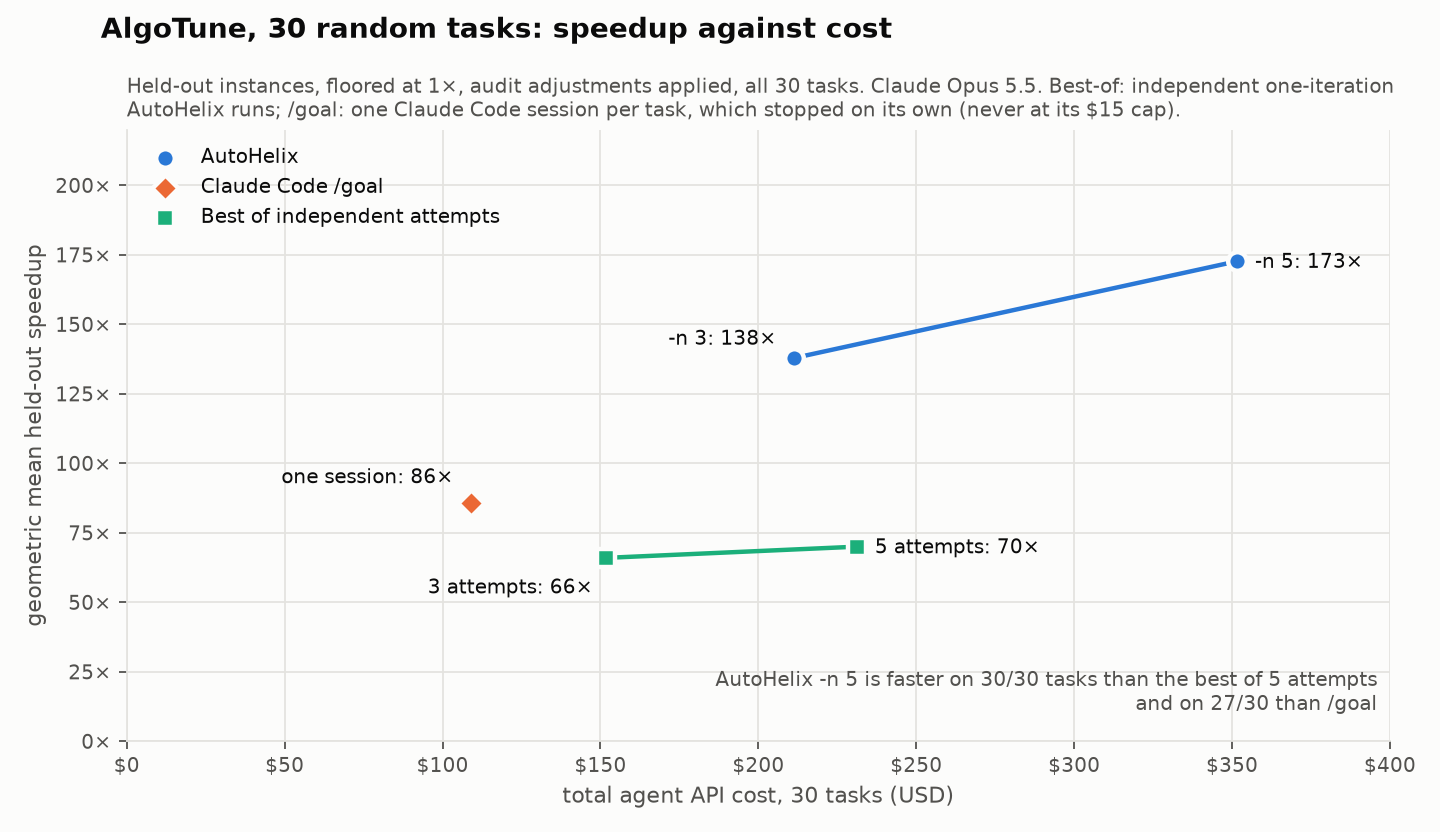 AlgoTune, 30 random tasks: speedup against cost
Held-out instances, floored at 1×, audit adjustments applied, all 30 tasks. Claude Opus 5.5. Best-of: independent one-iteration
AutoHelix runs; /goal: one Claude Code session per task, which stopped on its own (never at its $15 cap).
AutoHelix
Claude Code /goal
Best of independent attempts
geometric mean held-out speedup
200×
175×
150×
125×
100×
75×
50×
25×
0×
-n 5: 173×
-n 3: 138×
one session: 86×
5 attempts: 70×
3 attempts: 66×
AutoHelix -n 5 is faster on 30/30 tasks than the best of 5 attempts
and on 27/30 than /goal
$0
$50
$100
$150
$200
$250
$300
$350
$400
total agent API cost, 30 tasks (USD)